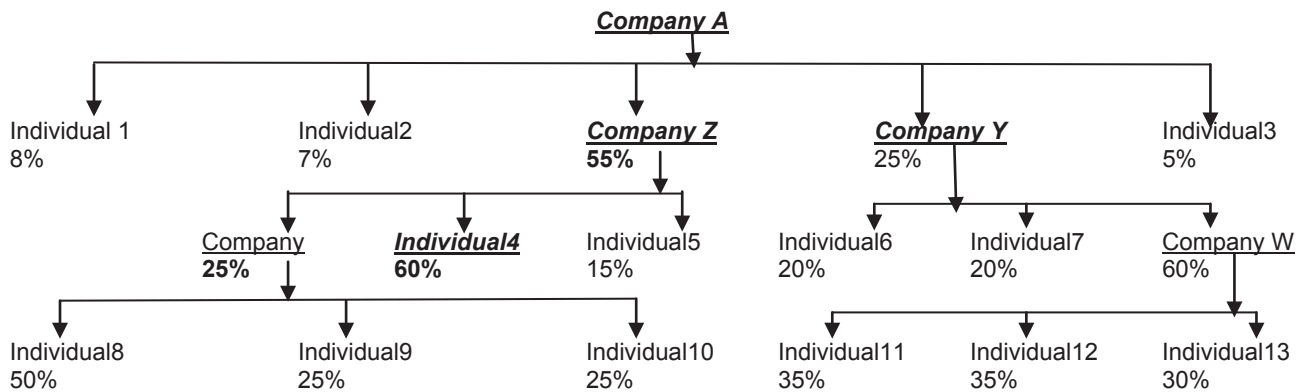 Company A
Individual 1 Individual2 Company Z Company Y Individual3
8% 7% 55% 25% 5%
Company Individual4 Individual5 Individual6 Individual7 Company W
25% 60% 15% 20% 20% 60%
Individual8 Individual9 Individual10 Individual11 Individual12 Individual13
50% 25% 25% 35% 35% 30%